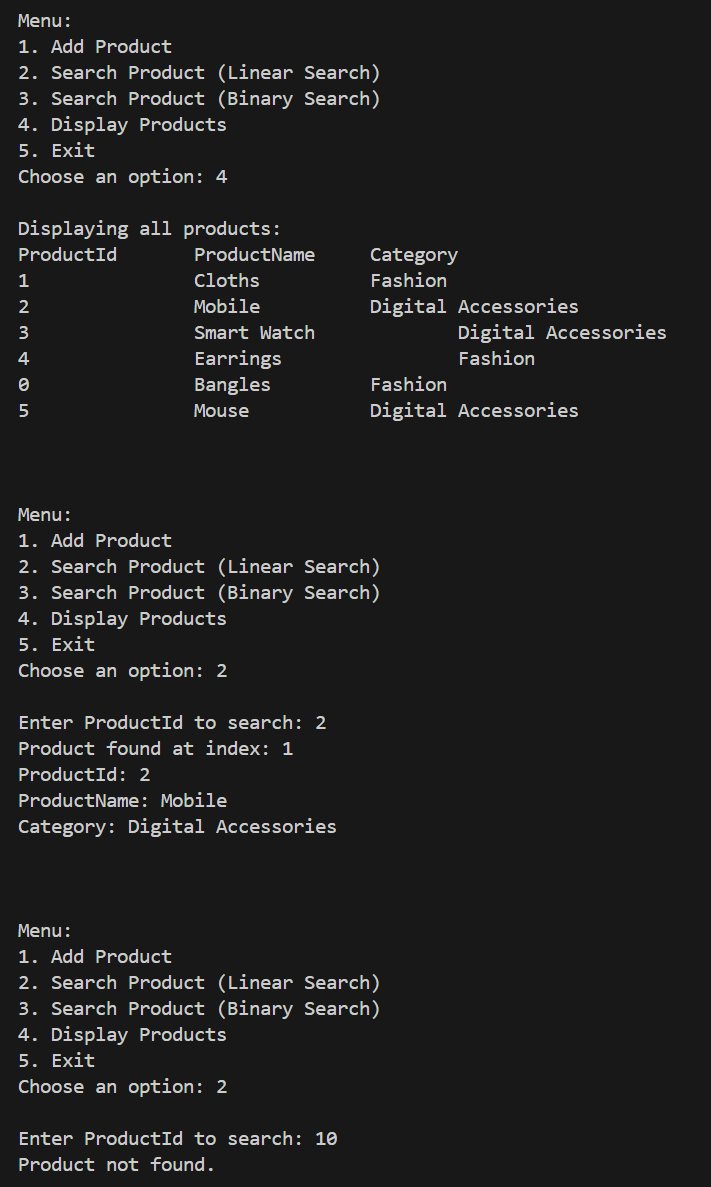 Menu:
1. Add Product
2. Search Product (Linear Search)
3. Search Product (Binary Search)
4. Display Products
5. Exit
Choose an option: 4
Displaying all products:
ProductId       ProductName     Category
1               Cloths          Fashion
2               Mobile          Digital Accessories
3               Smart Watch             Digital Accessories
4               Earrings                Fashion
0               Bangles         Fashion
5               Mouse           Digital Accessories
Menu:
1. Add Product
2. Search Product (Linear Search)
3. Search Product (Binary Search)
4. Display Products
5. Exit
Choose an option: 2
Enter ProductId to search: 2
Product found at index: 1
ProductId: 2
ProductName: Mobile
Category: Digital Accessories
Menu:
1. Add Product
2. Search Product (Linear Search)
3. Search Product (Binary Search)
4. Display Products
5. Exit
Choose an option: 2
Enter ProductId to search: 10
Product not found.